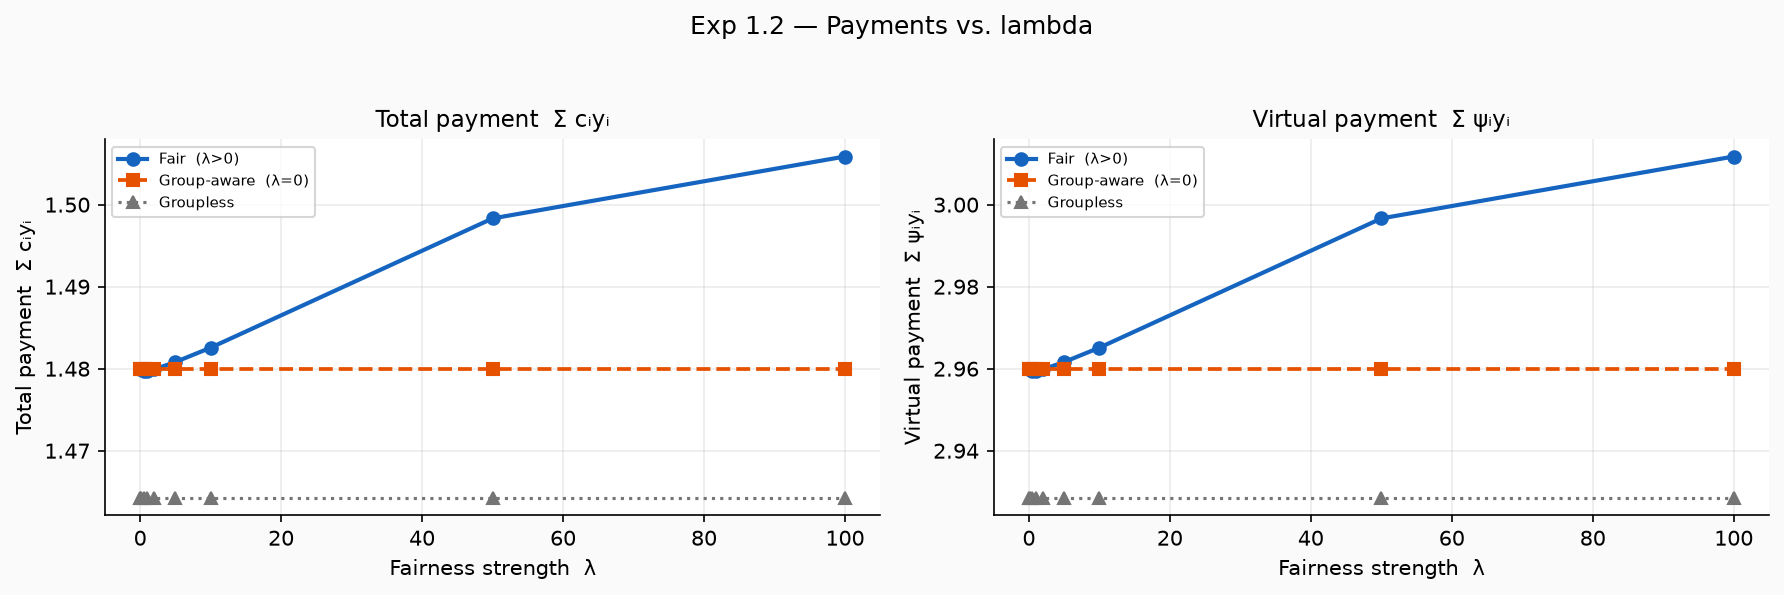 Exp 1.2 — Payments vs. lambda
Total payment  Σ cᵢyᵢ
Fair  (λ>0)
Group-aware  (λ=0)
Groupless
Total payment  Σ cᵢyᵢ
1.50
1.49
1.48
1.47
0
20
40
60
80
100
Fairness strength  λ
Virtual payment  Σ ψᵢyᵢ
Fair  (λ>0)
Group-aware  (λ=0)
Groupless
Virtual payment  Σ ψᵢyᵢ
3.00
2.98
2.96
2.94
0
20
40
60
80
100
Fairness strength  λ